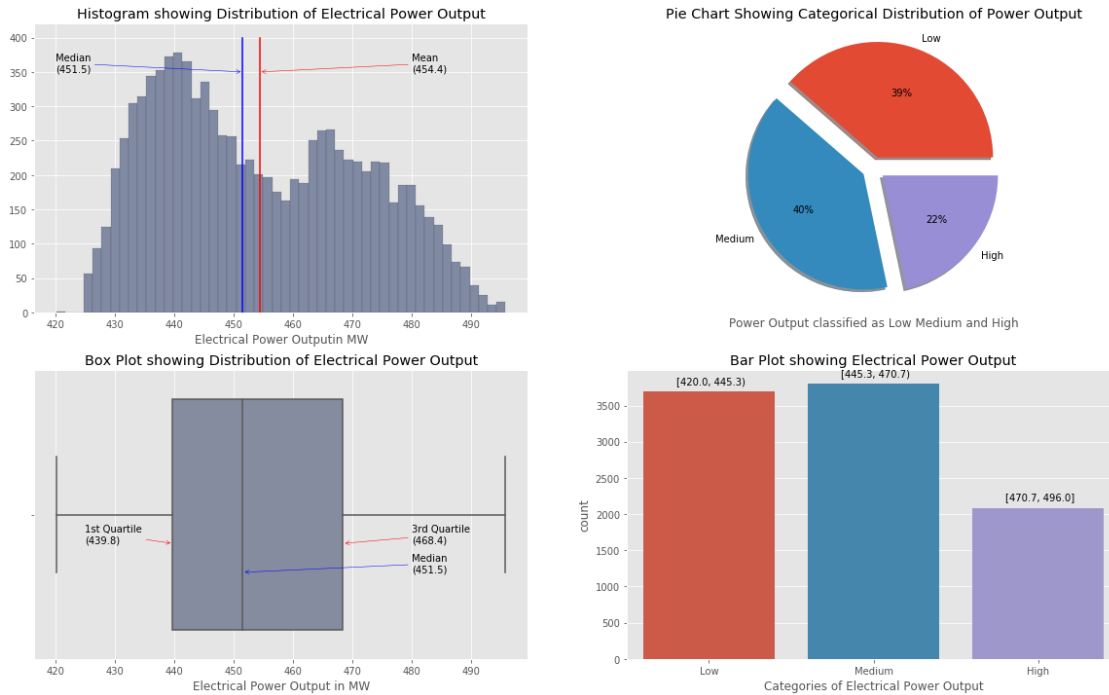 Histogram showing Distribution of Electrical Power Output
400
350
300
250
200
150
100
50
0
Median
(451.5)
Mean
(454.4)
420 430 440 450 460 470 480 490
Electrical Power Outputin MW
Pie Chart Showing Categorical Distribution of Power Output
Low
39%
40%
Medium
22%
High
Power Output classified as Low Medium and High
Box Plot showing Distribution of Electrical Power Output
1st Quartile
(439.8)
3rd Quartile
(468.4)
Median
(451.5)
420 430 440 450 460 470 480 490
Electrical Power Output in MW
Bar Plot showing Electrical Power Output
[420.0, 445.3)
[445.3, 470.7)
[470.7, 496.0]
3500
3000
2500
2000
1500
1000
500
0
count
Low Medium High
Categories of Electrical Power Output